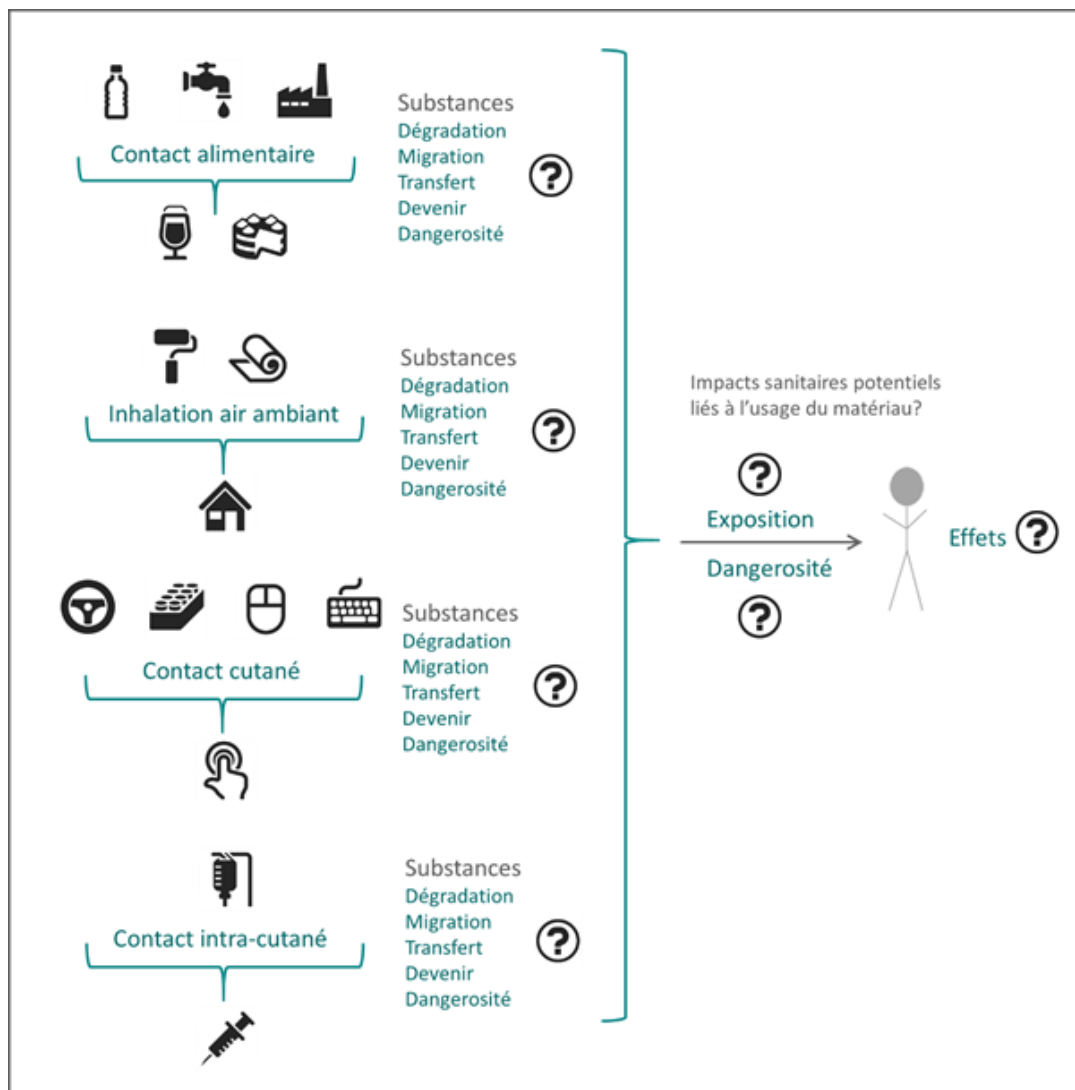 Contact alimentaire
Substances
Dégradation
Migration
Transfert
Devenir
Dangerosité
?
Inhalation air ambiant
Substances
Dégradation
Migration
Transfert
Devenir
Dangerosité
?
Contact cutané
Substances
Dégradation
Migration
Transfert
Devenir
Dangerosité
?
Contact intra-cutané
Substances
Dégradation
Migration
Transfert
Devenir
Dangerosité
?
Impacts sanitaires potentiels
liés à l'usage du matériau?
?
Exposition
Dangerosité
?
Effets ?